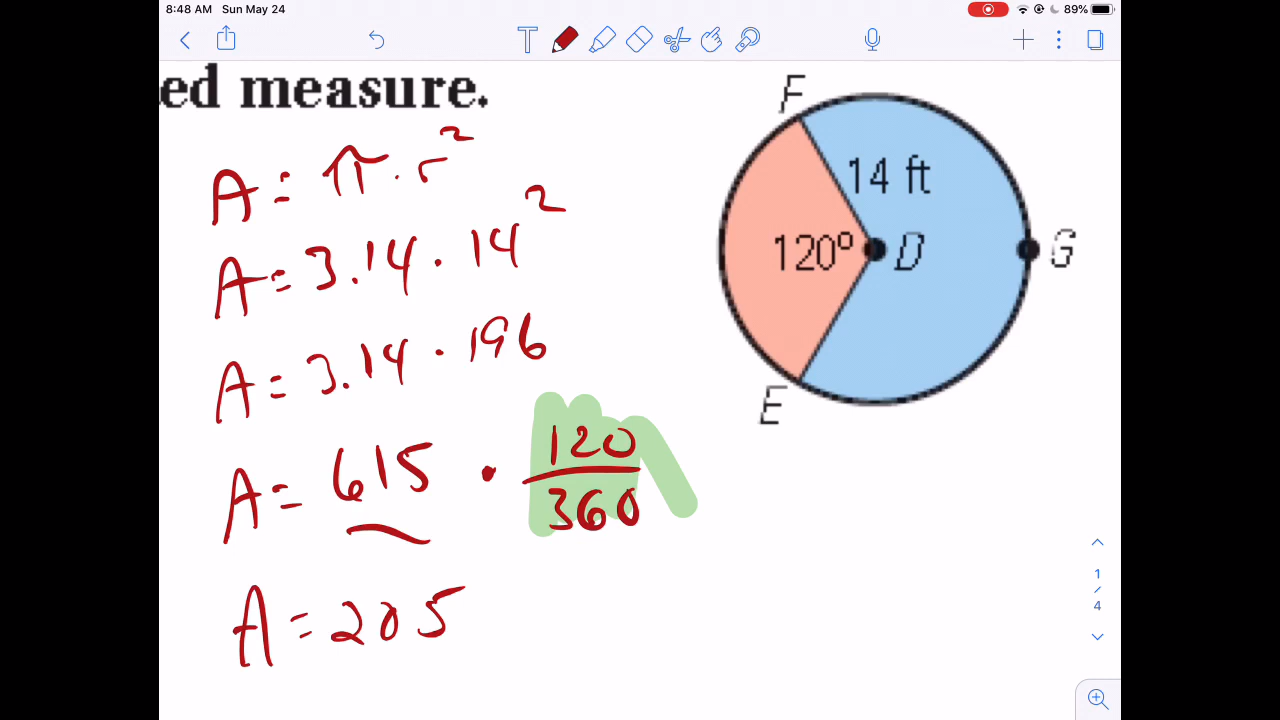 8:48 AM Sun May 24
89%
T
ed measure.
A = π · r²
A = 3.14 · 14²
A = 3.14 · 196
A = 615 · 120/360
A = 205
F
14 ft
120º
D
G
E
1
/
4